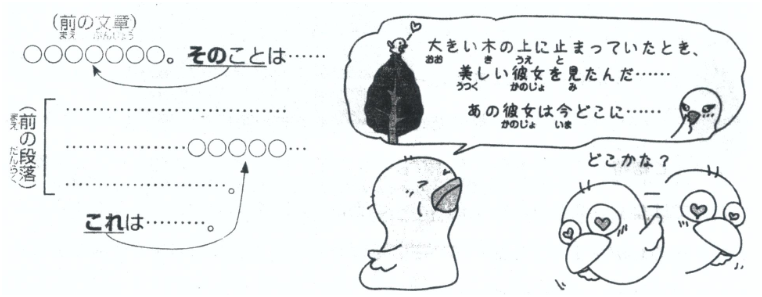 （前の文章）
まえ ぶんしょう
○○○○○○○。そのことは……
（前の段落）
まえ だんらく
○○○○○…
これは………。
大きい木の上に止まっていたとき、
おお き うえ と
美しい彼女を見たんだ……
うつく かのじょ み
あの彼女は今どこに……
かのじょ いま
どこかな？